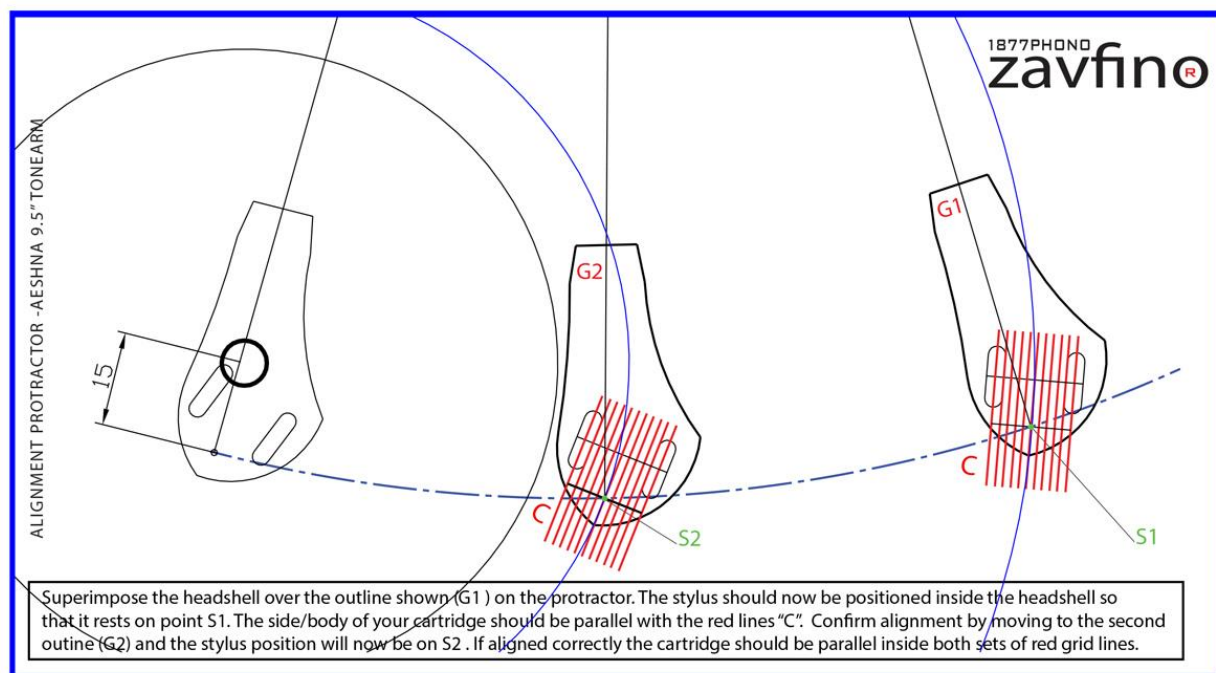 1877PHONO
zavfino R
ALIGNMENT PROTRACTOR -AESHNA 9.5" TONEARM
G1
G2
15
C
C
S2
S1
Superimpose the headshell over the outline shown (G1 ) on the protractor. The stylus should now be positioned inside the headshell so
that it rests on point S1. The side/body of your cartridge should be parallel with the red lines “C”. Confirm alignment by moving to the second
outine (G2) and the stylus position will now be on S2 . If aligned correctly the cartridge should be parallel inside both sets of red grid lines.